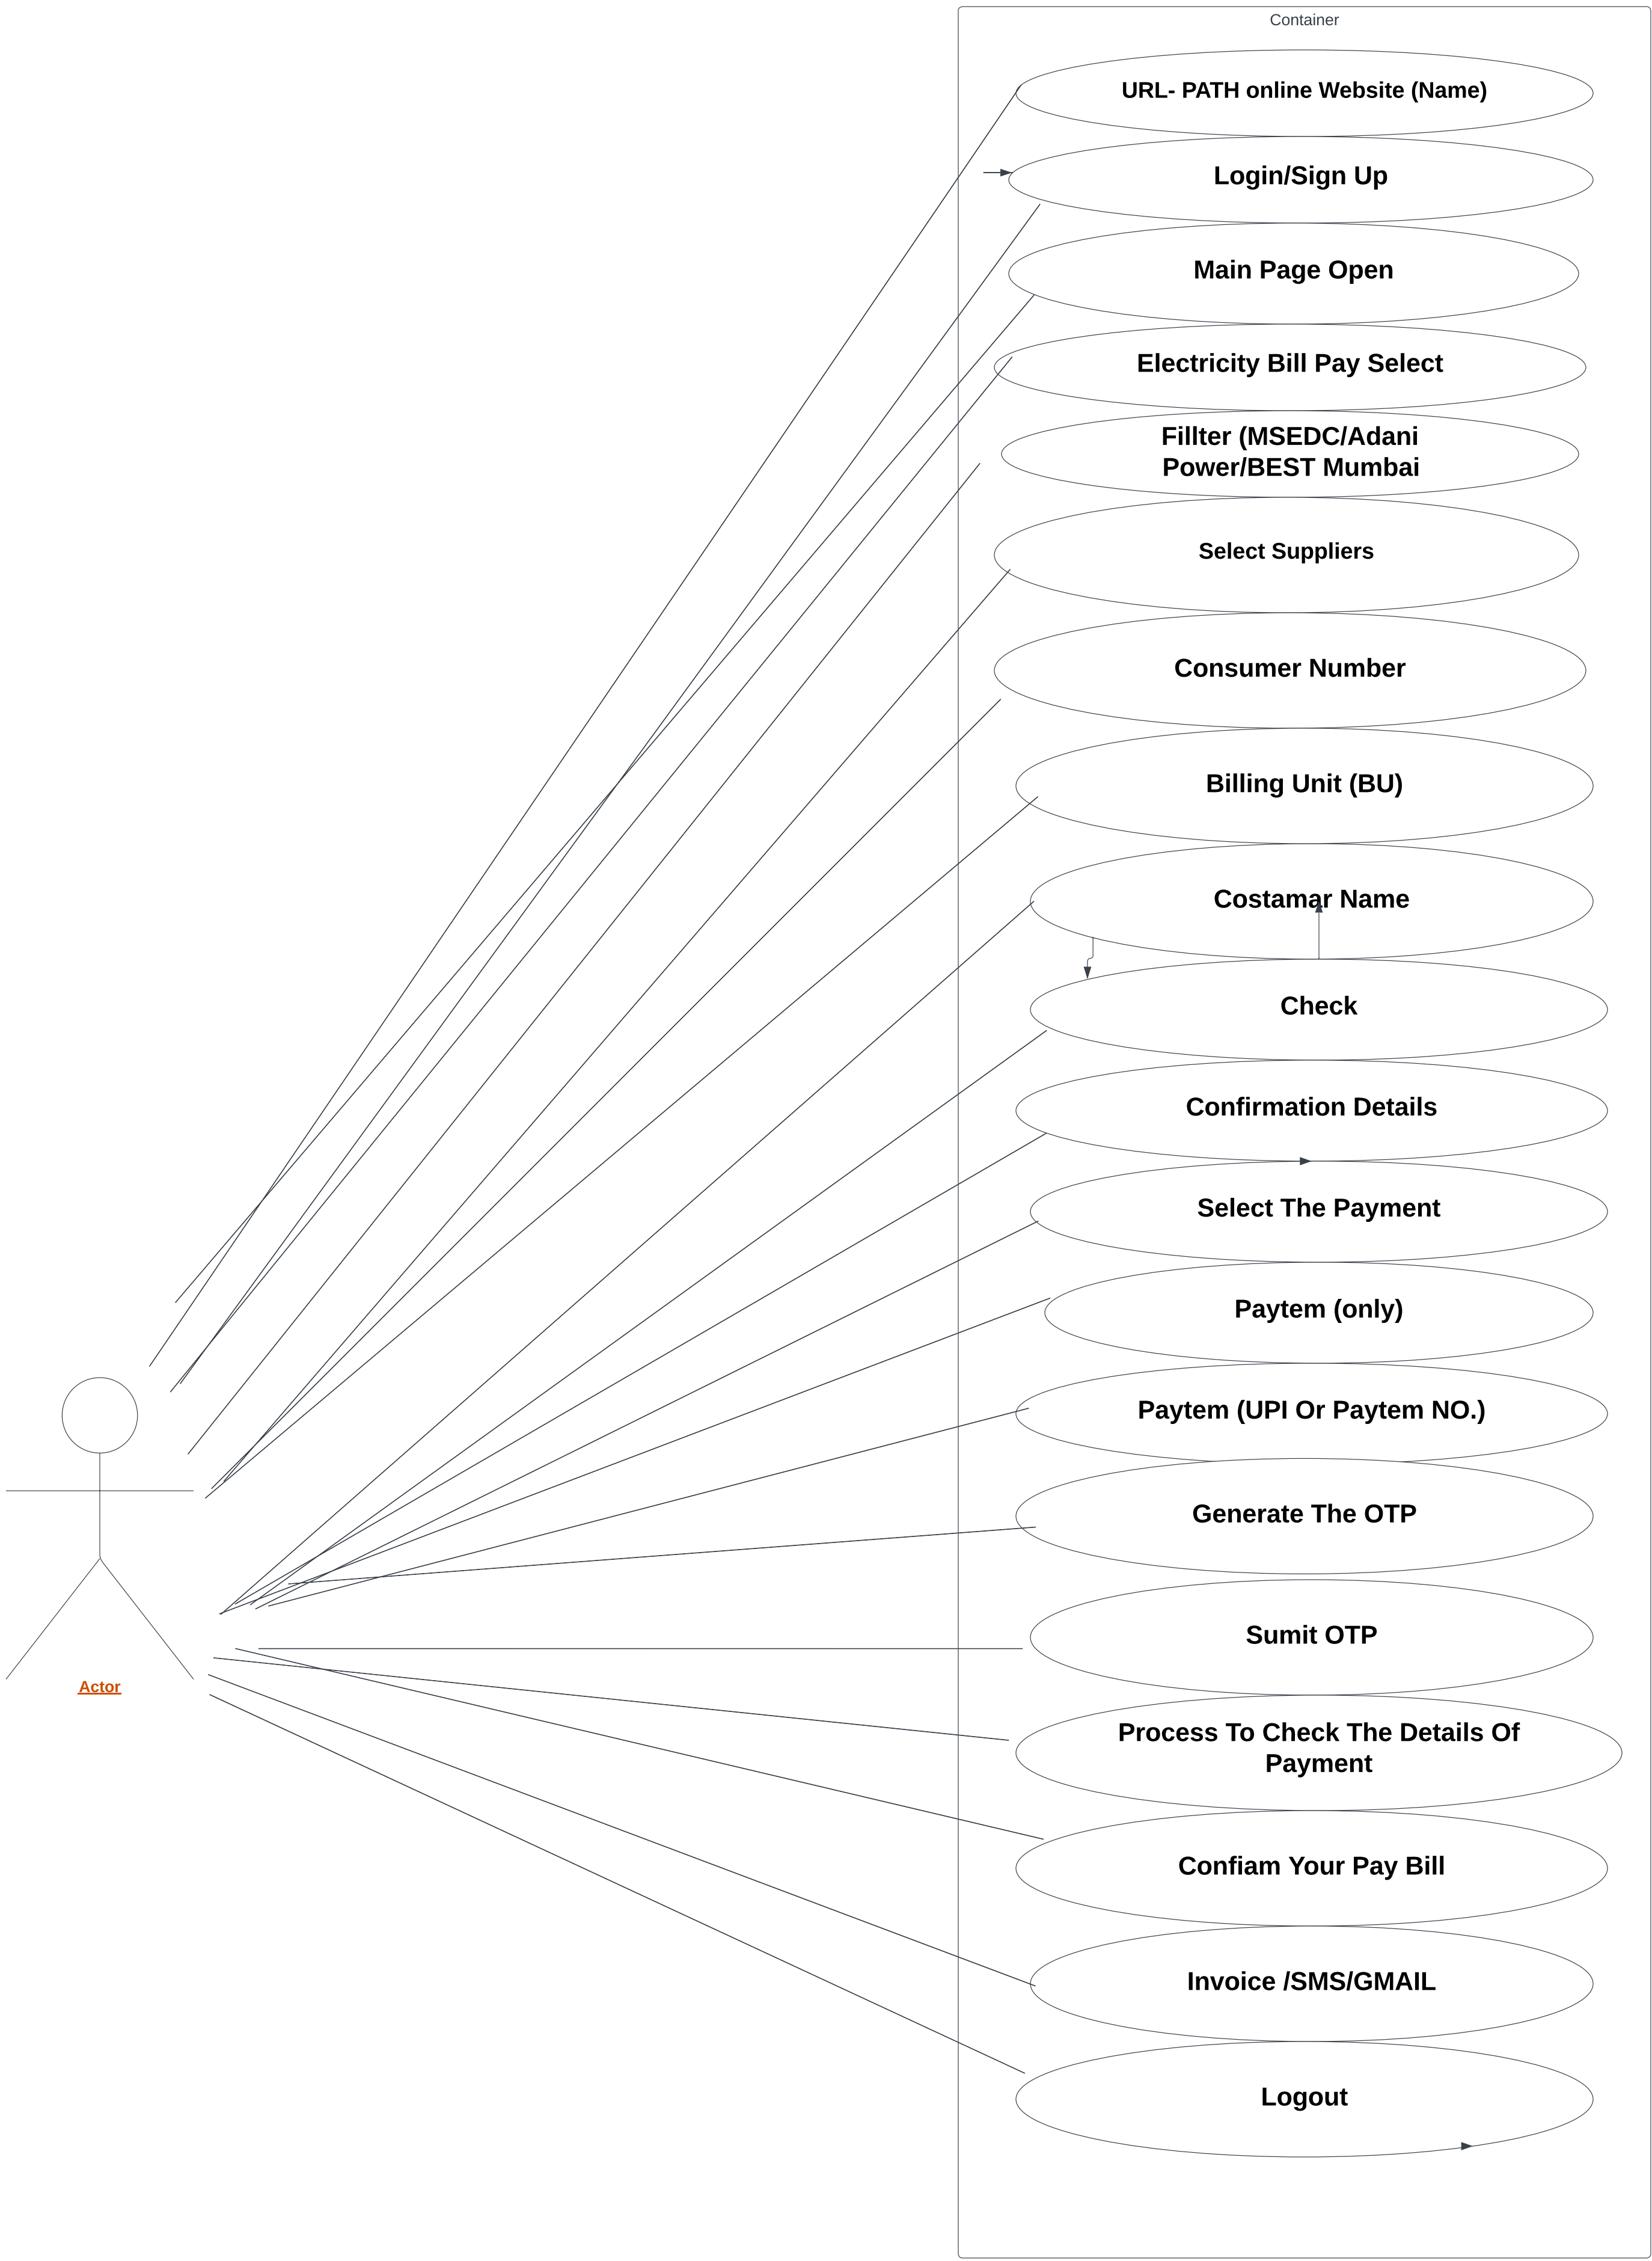 Container
URL- PATH online Website (Name)
Login/Sign Up
Main Page Open
Electricity Bill Pay Select
Fillter (MSEDC/Adani
Power/BEST Mumbai
Select Suppliers
Consumer Number
Billing Unit (BU)
Costamar Name
Check
Confirmation Details
Select The Payment
Paytem (only)
Paytem (UPI Or Paytem NO.)
Generate The OTP
Sumit OTP
Actor
Process To Check The Details Of
Payment
Confiam Your Pay Bill
Invoice /SMS/GMAIL
Logout